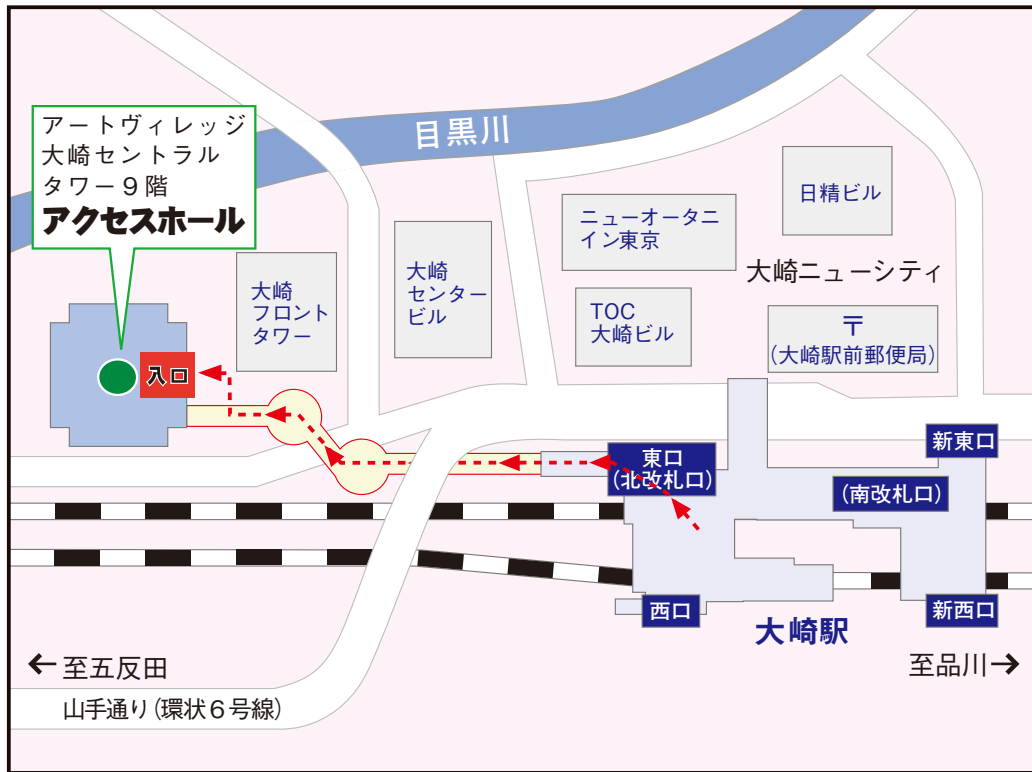 目黒川
アートヴィレッジ
大崎セントラル
タワー9階
アクセスホール
日精ビル
ニューオータニ
イン東京
大崎ニューシティ
大崎
フロント
タワー
大崎
センター
ビル
TOC
大崎ビル
〒
(大崎駅前郵便局)
入口
東口
(北改札口)
新東口
(南改札口)
西口
大崎駅
新西口
←至五反田
至品川→
山手通り(環状6号線)